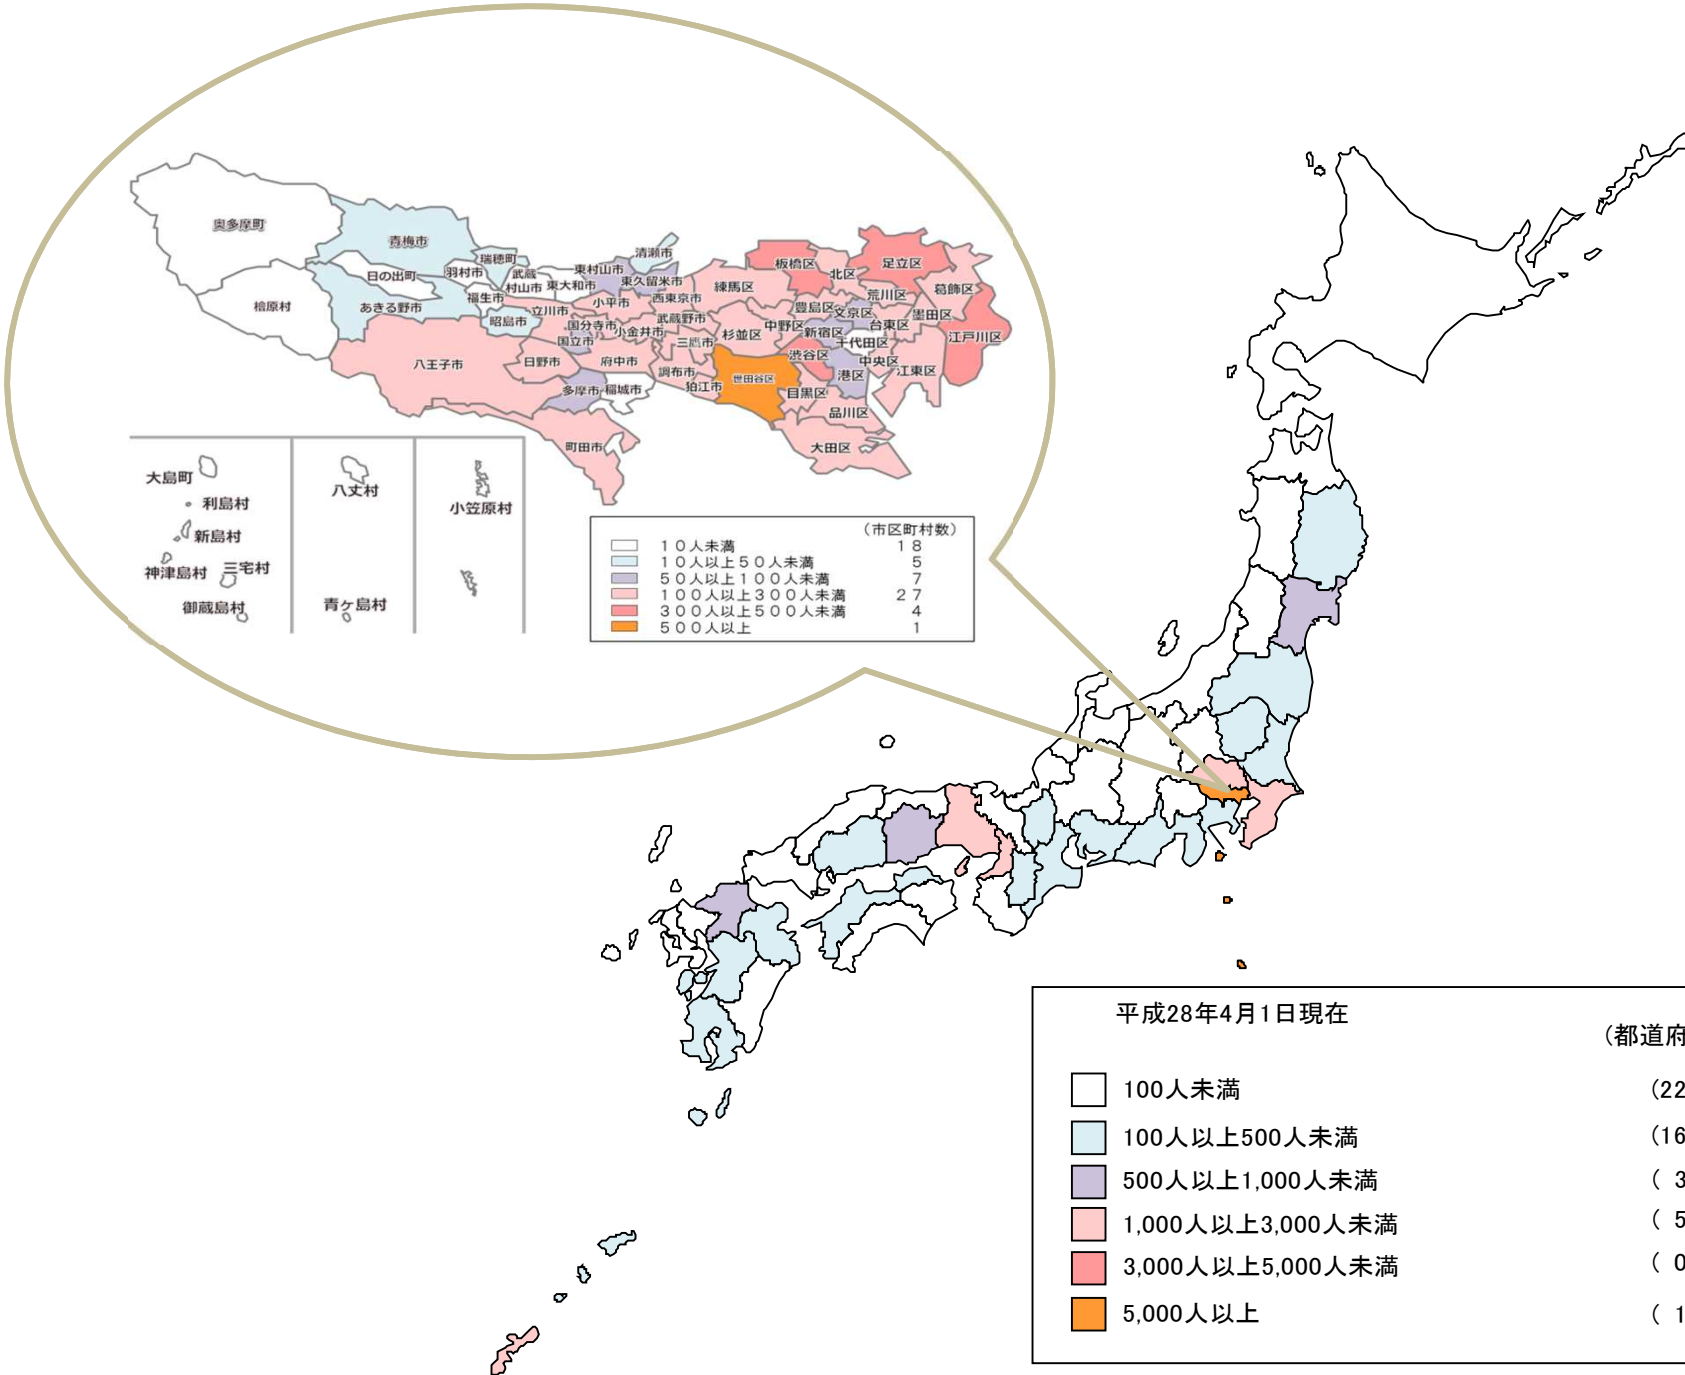 奥多摩町
青梅市
瑞穂町
日の出町
羽村市
武蔵
村山市
東大和市
東村山市
清瀬市
東久留米市
檜原村
あきる野市
福生市
昭島市
立川市
小平市
西東京市
練馬区
板橋区
北区
足立区
葛飾区
荒川区
豊島区
文京区
墨田区
台東区
国分寺市
小金井市
武蔵野市
国立市
三鷹市
杉並区
中野区
新宿区
千代田区
江戸川区
八王子市
日野市
府中市
調布市
渋谷区
中央区
江東区
港区
多摩市
稲城市
狛江市
世田谷区
目黒区
品川区
町田市
大田区
大島町
利島村
新島村
神津島村
三宅村
御蔵島村
八丈村
青ヶ島村
小笠原村
(市区町村数)
１０人未満 １８
１０人以上５０人未満 ５
５０人以上１００人未満 ７
１００人以上３００人未満 ２７
３００人以上５００人未満 ４
５００人以上 １
平成28年4月1日現在
(都道府
100人未満 (22
100人以上500人未満 (16
500人以上1,000人未満 ( 3
1,000人以上3,000人未満 ( 5
3,000人以上5,000人未満 ( 0
5,000人以上 ( 1